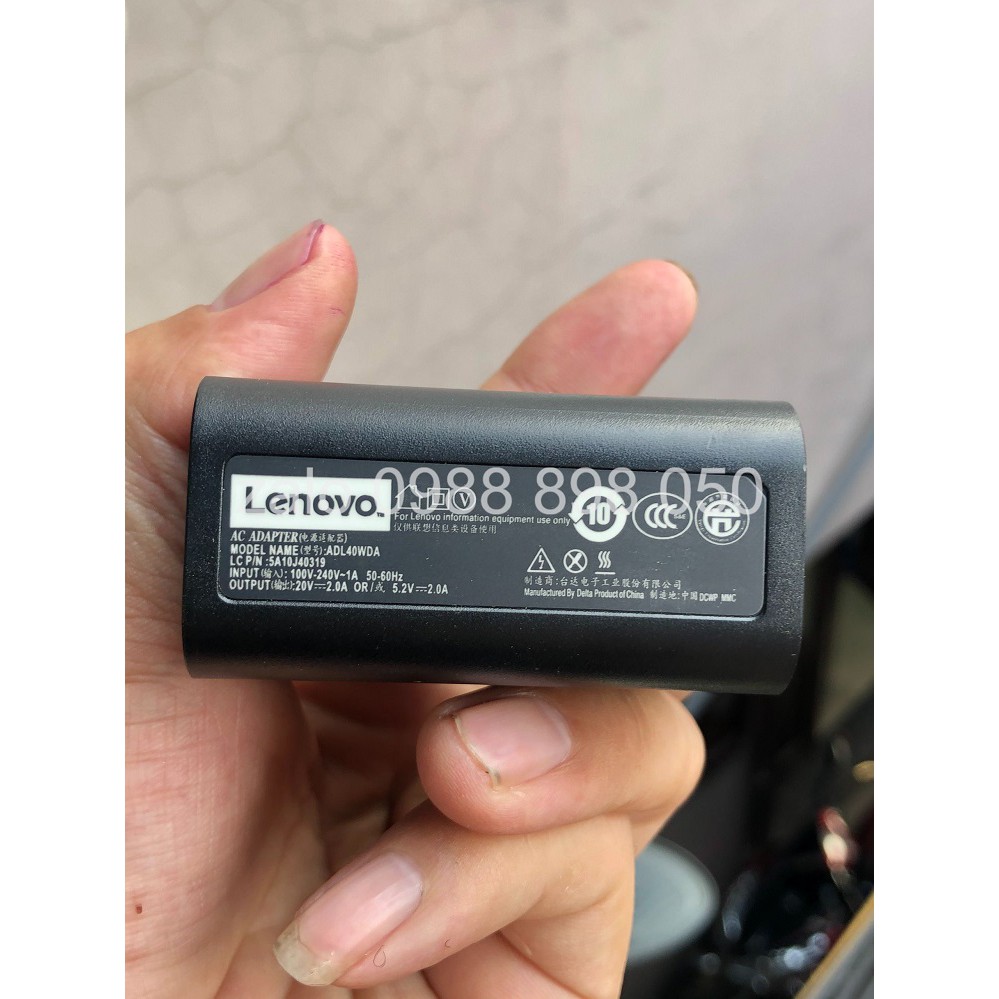 0988 898 050
Lenovo
For Lenovo information equipment use only
仅供联想信息类设备使用
V
10
CCC
S&E
AC ADAPTER(电源适配器)
MODEL NAME(型号):ADL40WDA
LC P/N :5A10J40319
INPUT(输入): 100V-240V~1A 50-60Hz
OUTPUT(输出):20V⎓2.0A OR/或 5.2V⎓2.0A
制造商:台达电子工业股份有限公司
Manufactured By Delta Product of China 制造地:中国 DCWP MMC